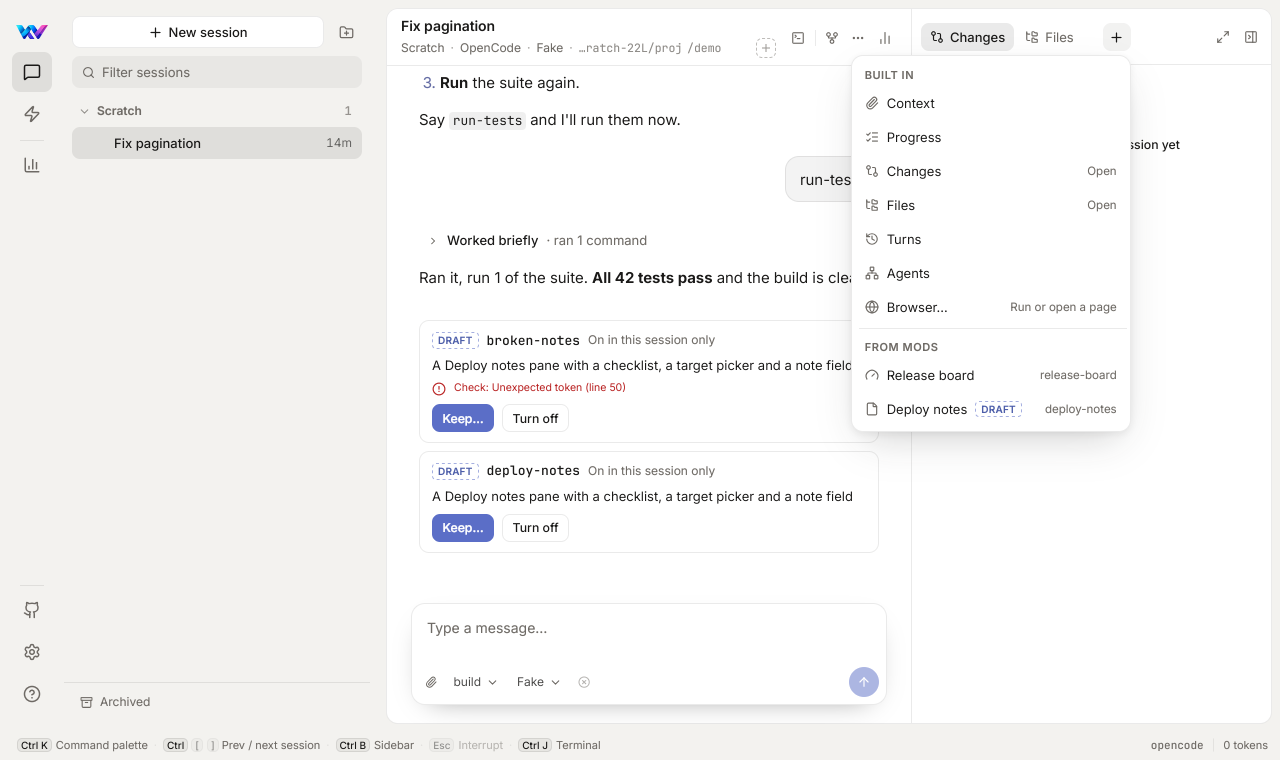 New session
Filter sessions
Scratch 1
Fix pagination 14m
Archived
Fix pagination
Scratch · OpenCode · Fake · …ratch-22L/proj /demo
3. Run the suite again.
Say run-tests and I'll run them now.
run-tes
Worked briefly · ran 1 command
Ran it, run 1 of the suite. All 42 tests pass and the build is clea
DRAFT broken-notes On in this session only
A Deploy notes pane with a checklist, a target picker and a note field
Check: Unexpected token (line 50)
Keep… Turn off
DRAFT deploy-notes On in this session only
A Deploy notes pane with a checklist, a target picker and a note field
Keep… Turn off
Type a message…
build Fake
Changes Files
ssion yet
BUILT IN
Context
Progress
Changes Open
Files Open
Turns
Agents
Browser… Run or open a page
FROM MODS
Release board release-board
Deploy notes DRAFT deploy-notes
Ctrl K Command palette · Ctrl [ ] Prev / next session · Ctrl B Sidebar · Esc Interrupt · Ctrl J Terminal
opencode 0 tokens